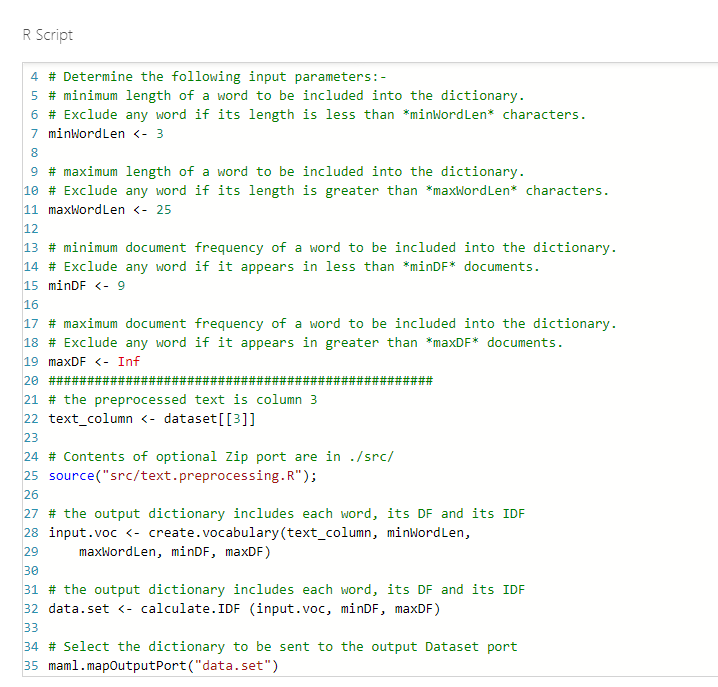 R Script
4 # Determine the following input parameters:-
5 # minimum length of a word to be included into the dictionary.
6 # Exclude any word if its length is less than *minWordLen* characters.
7 minWordLen <- 3
8
9 # maximum length of a word to be included into the dictionary.
10 # Exclude any word if its length is greater than *maxWordLen* characters.
11 maxWordLen <- 25
12
13 # minimum document frequency of a word to be included into the dictionary.
14 # Exclude any word if it appears in less than *minDF* documents.
15 minDF <- 9
16
17 # maximum document frequency of a word to be included into the dictionary.
18 # Exclude any word if it appears in greater than *maxDF* documents.
19 maxDF <- Inf
20 ##################################################
21 # the preprocessed text is column 3
22 text_column <- dataset[[3]]
23
24 # Contents of optional Zip port are in ./src/
25 source("src/text.preprocessing.R");
26
27 # the output dictionary includes each word, its DF and its IDF
28 input.voc <- create.vocabulary(text_column, minWordLen,
29     maxWordLen, minDF, maxDF)
30
31 # the output dictionary includes each word, its DF and its IDF
32 data.set <- calculate.IDF (input.voc, minDF, maxDF)
33
34 # Select the dictionary to be sent to the output Dataset port
35 maml.mapOutputPort("data.set")